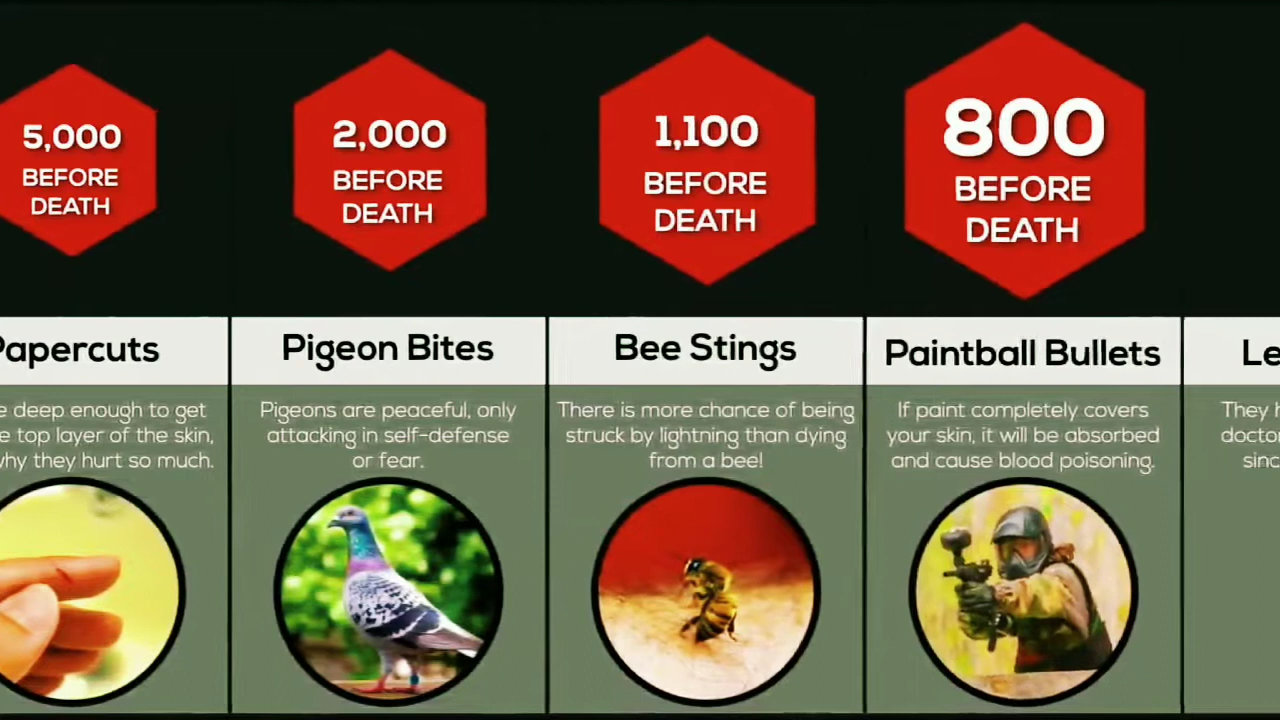 5,000
BEFORE
DEATH
Papercuts
deep enough to get
top layer of the skin,
why they hurt so much.
2,000
BEFORE
DEATH
Pigeon Bites
Pigeons are peaceful, only
attacking in self-defense
or fear.
1,100
BEFORE
DEATH
Bee Stings
There is more chance of being
struck by lightning than dying
from a bee!
800
BEFORE
DEATH
Paintball Bullets
If paint completely covers
your skin, it will be absorbed
and cause blood poisoning.
Le
They